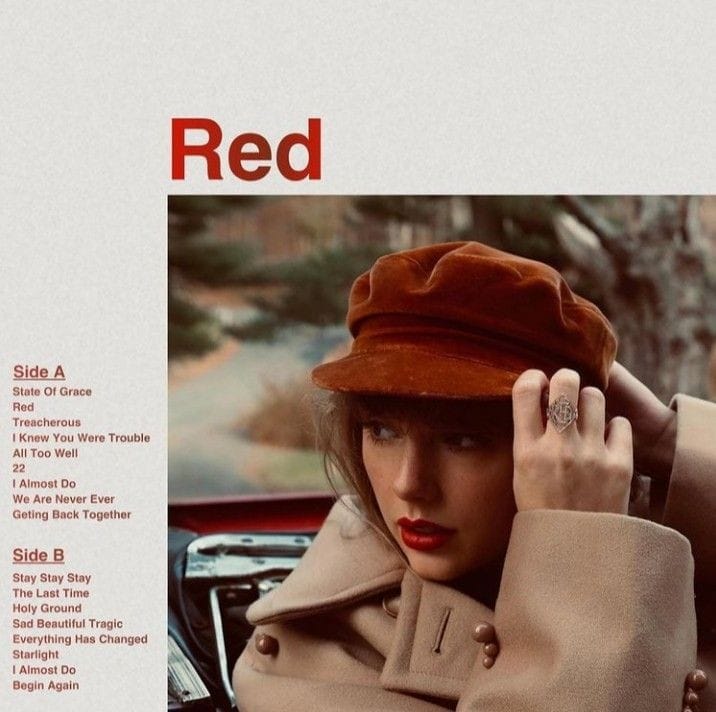 Red
Side A
State Of Grace
Red
Treacherous
I Knew You Were Trouble
All Too Well
22
I Almost Do
We Are Never Ever
Geting Back Together
Side B
Stay Stay Stay
The Last Time
Holy Ground
Sad Beautiful Tragic
Everything Has Changed
Starlight
I Almost Do
Begin Again